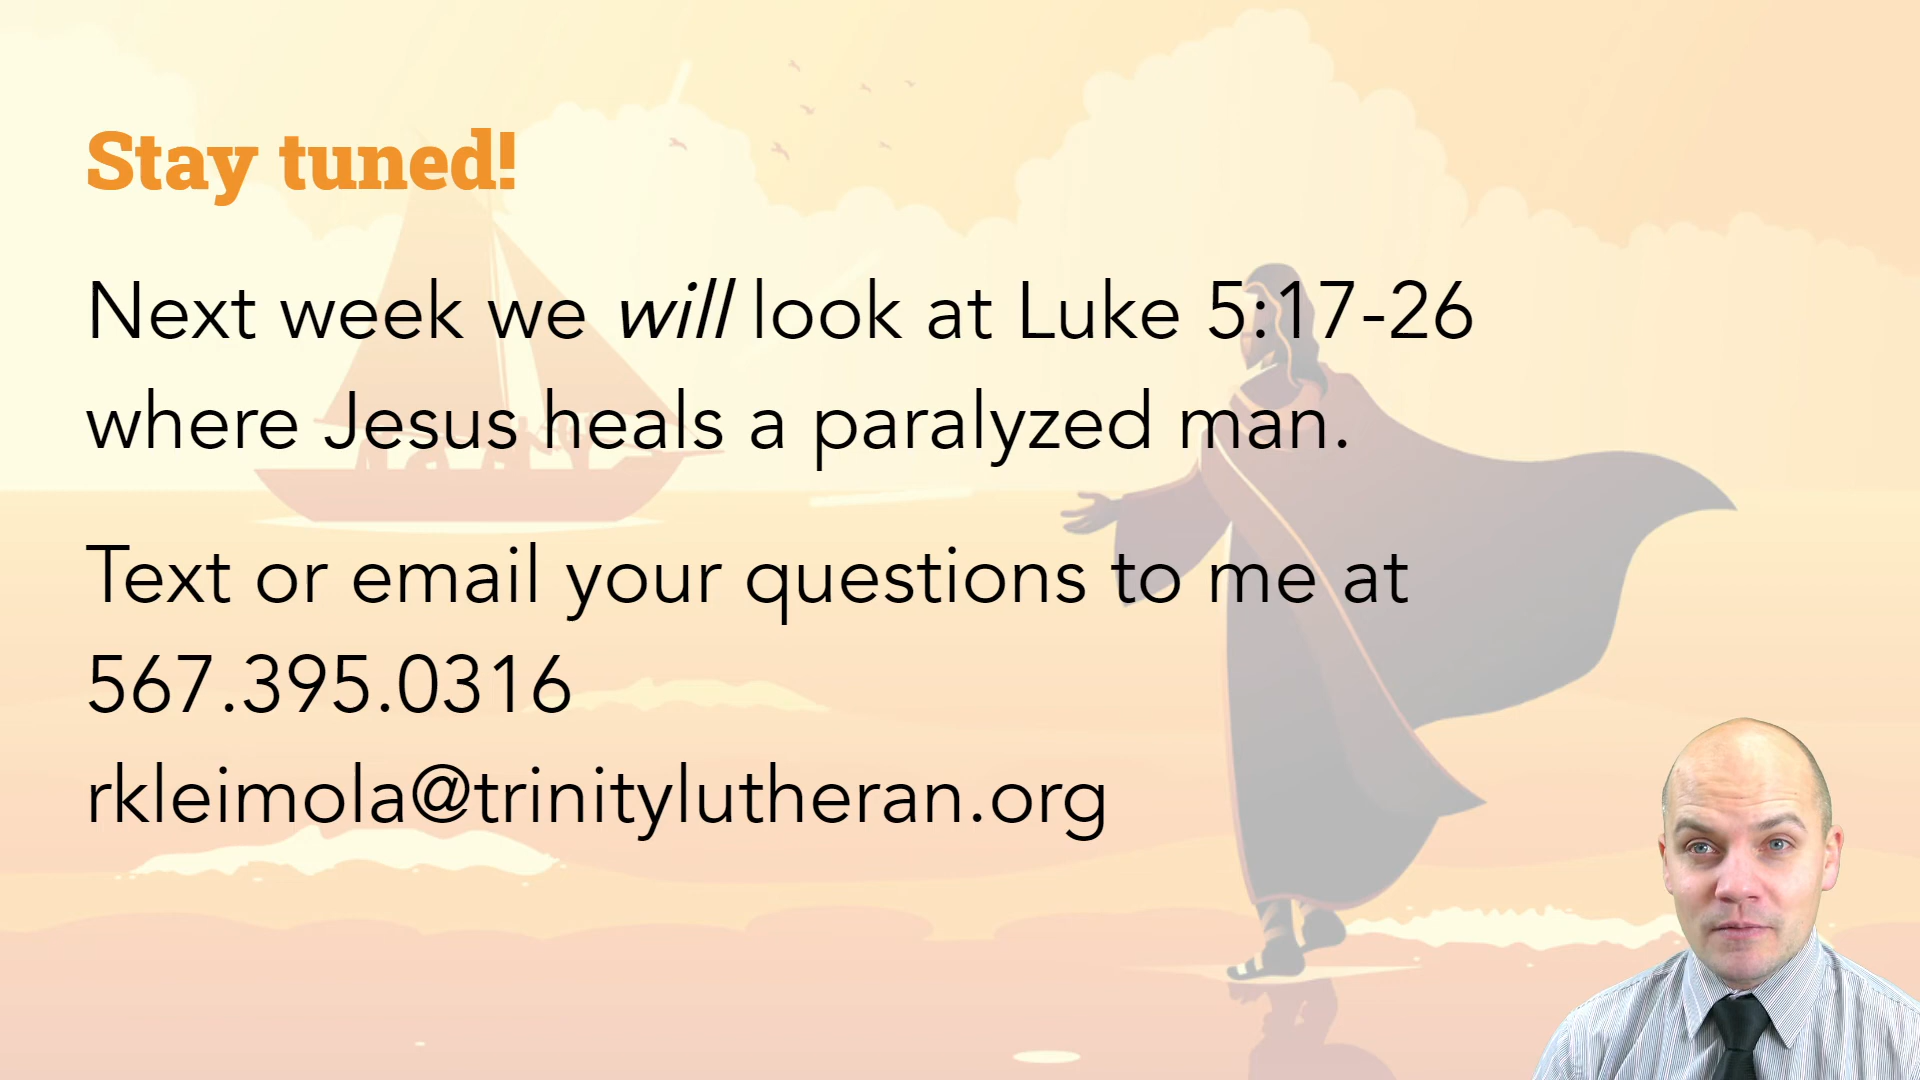 Stay tuned!
Next week we will look at Luke 5:17-26
where Jesus heals a paralyzed man.
Text or email your questions to me at
567.395.0316
rkleimola@trinitylutheran.org